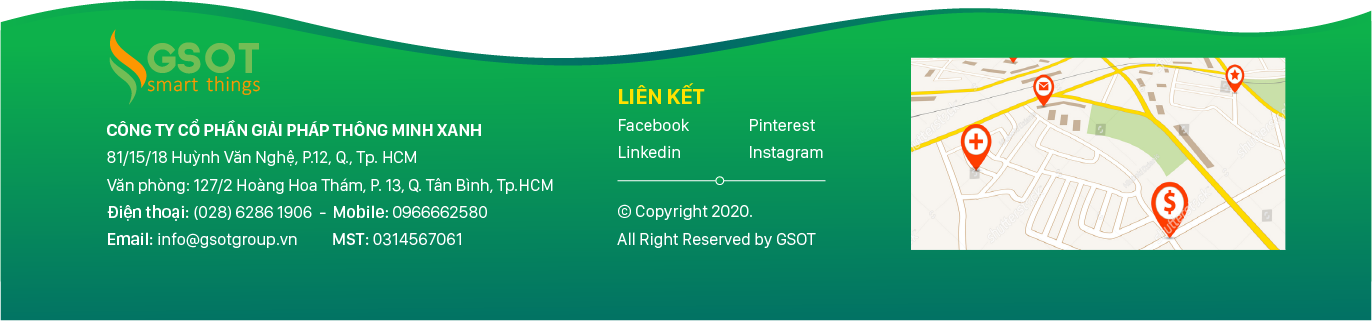 GSOT
smart things
CÔNG TY CỔ PHẦN GIẢI PHÁP THÔNG MINH XANH
81/15/18 Huỳnh Văn Nghệ, P.12, Q., Tp. HCM
Văn phòng: 127/2 Hoàng Hoa Thám, P. 13, Q. Tân Bình, Tp.HCM
Điện thoại: (028) 6286 1906 - Mobile: 0966662580
Email: info@gsotgroup.vn MST: 0314567061
LIÊN KẾT
Facebook Pinterest
Linkedin Instagram
© Copyright 2020.
All Right Reserved by GSOT
$